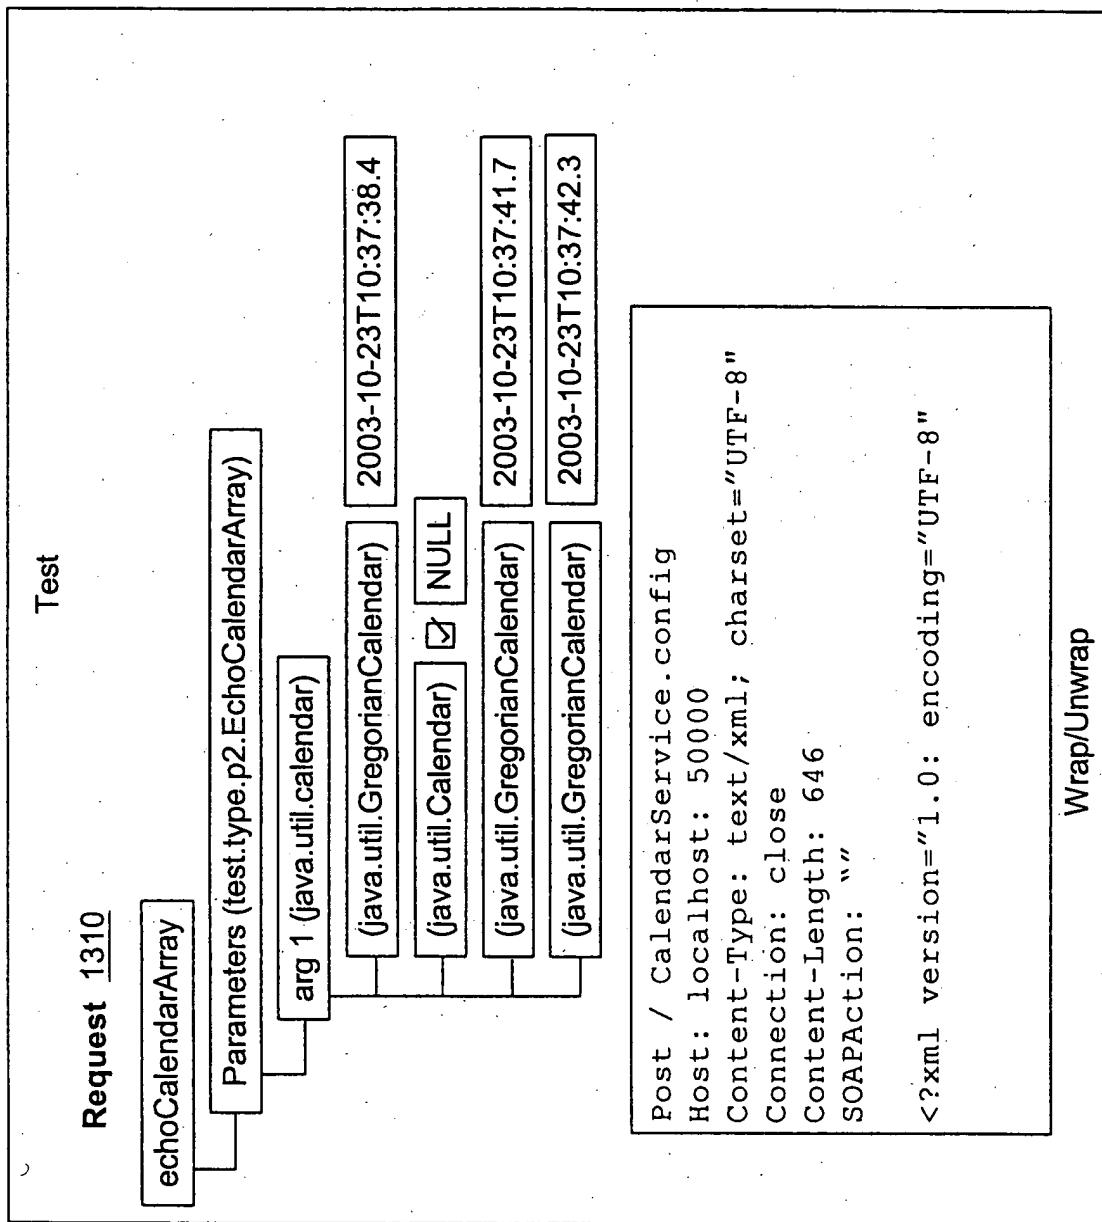 Test
Request 1310
echoCalendarArray
Parameters (test.type.p2.EchoCalendarArray)
arg 1 (java.util.calendar)
(java.util.GregorianCalendar) 2003-10-23T10:37:38.4
(java.util.Calendar) NULL
(java.util.GregorianCalendar) 2003-10-23T10:37:41.7
(java.util.GregorianCalendar) 2003-10-23T10:37:42.3
Post / CalendarService.config
Host: localhost: 50000
Content-Type: text/xml; charset="UTF-8"
Connection: close
Content-Length: 646
SOAPAction: ""
<?xml version="1.0: encoding="UTF-8"
Wrap/Unwrap